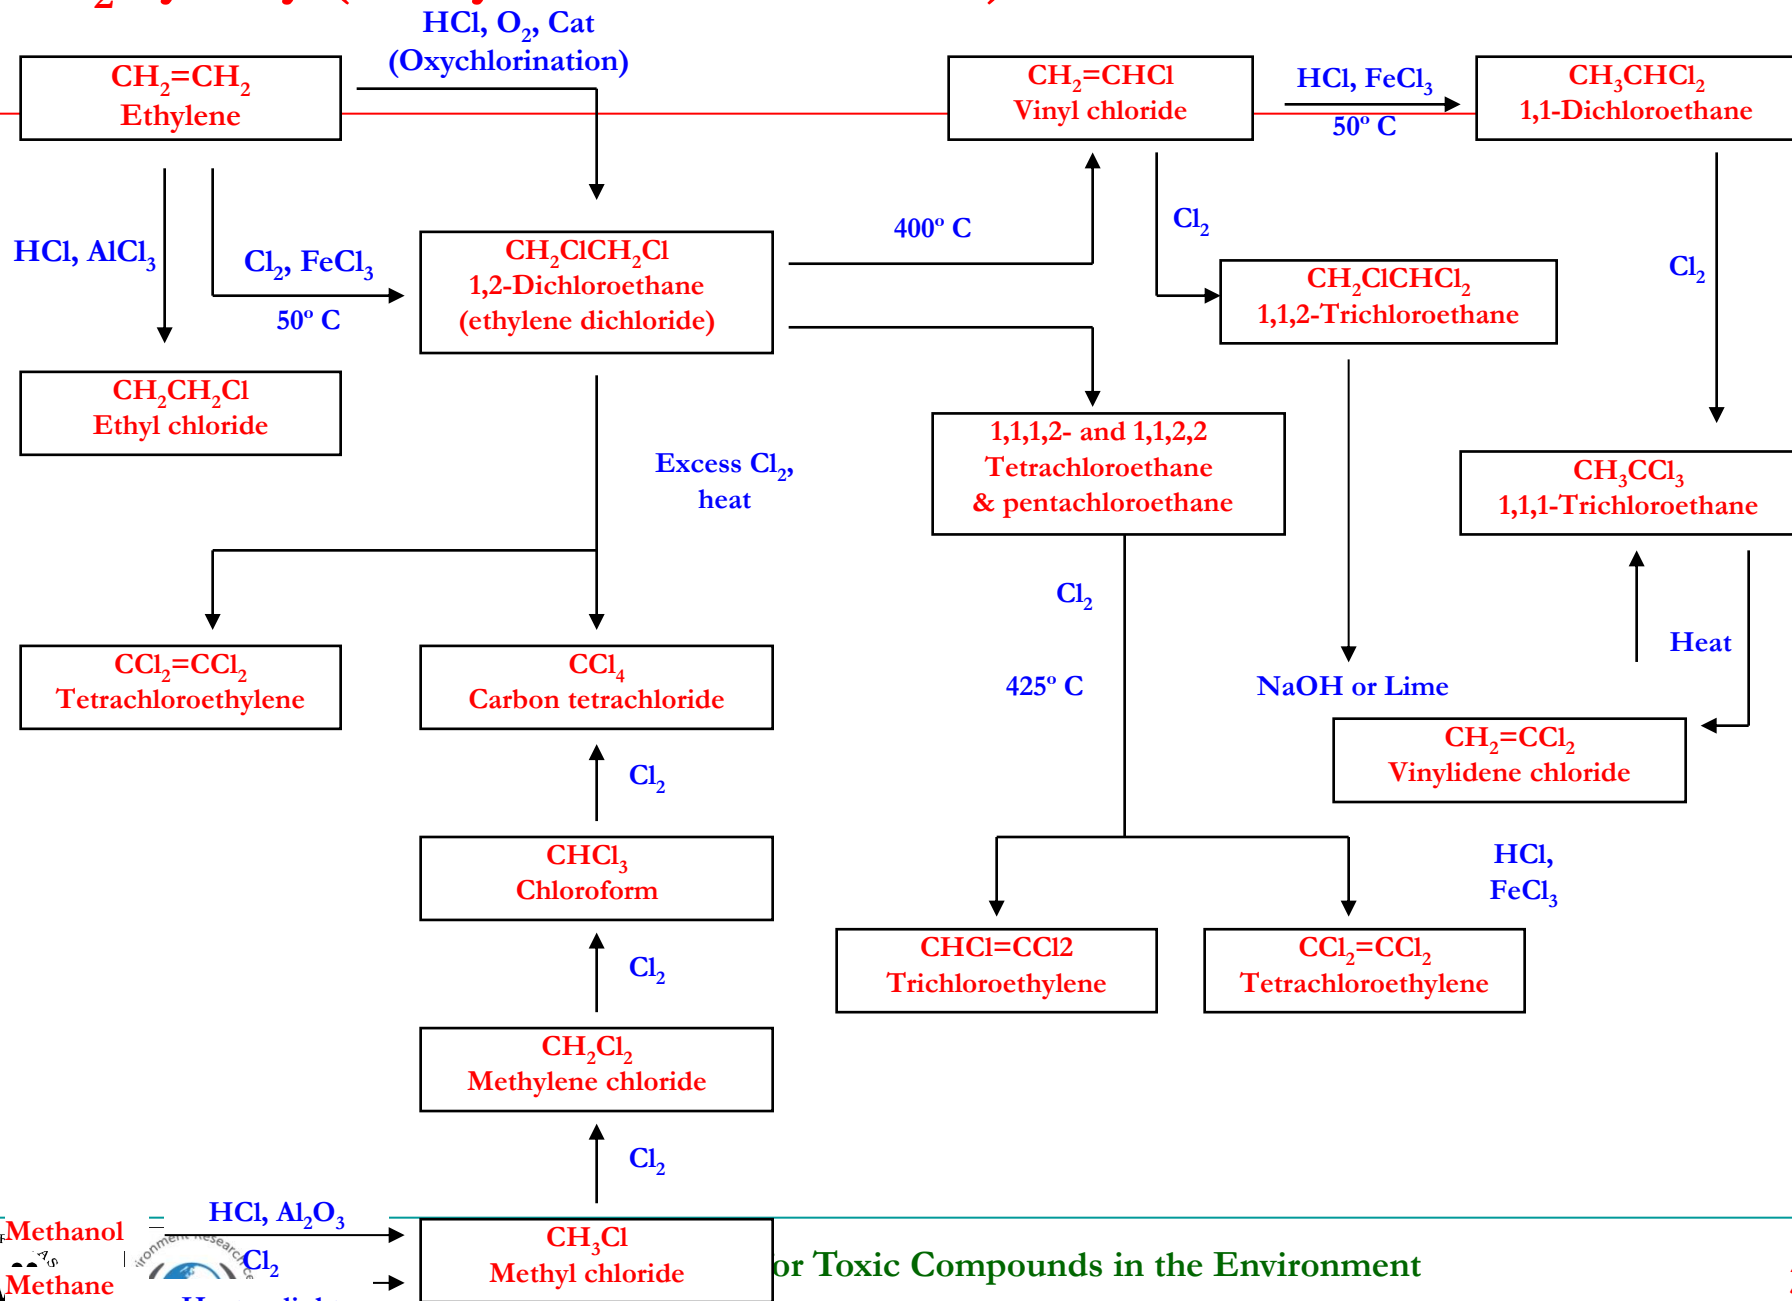 HCl, O₂, Cat
(Oxychlorination)
CH₂=CH₂
Ethylene
CH₂=CHCl
Vinyl chloride
HCl, FeCl₃
50º C
CH₃CHCl₂
1,1-Dichloroethane
HCl, AlCl₃
Cl₂, FeCl₃
50º C
CH₂ClCH₂Cl
1,2-Dichloroethane
(ethylene dichloride)
400º C
Cl₂
CH₂ClCHCl₂
1,1,2-Trichloroethane
Cl₂
CH₂CH₂Cl
Ethyl chloride
Excess Cl₂,
heat
1,1,1,2- and 1,1,2,2
Tetrachloroethane
& pentachloroethane
CH₃CCl₃
1,1,1-Trichloroethane
Cl₂
425º C
NaOH or Lime
Heat
CCl₂=CCl₂
Tetrachloroethylene
CCl₄
Carbon tetrachloride
CH₂=CCl₂
Vinylidene chloride
Cl₂
CHCl₃
Chloroform
HCl,
FeCl₃
Cl₂
CHCl=CCl2
Trichloroethylene
CCl₂=CCl₂
Tetrachloroethylene
CH₂Cl₂
Methylene chloride
Cl₂
Methanol
HCl, Al₂O₃
CH₃Cl
Methyl chloride
Cl₂
Methane
or Toxic Compounds in the Environment